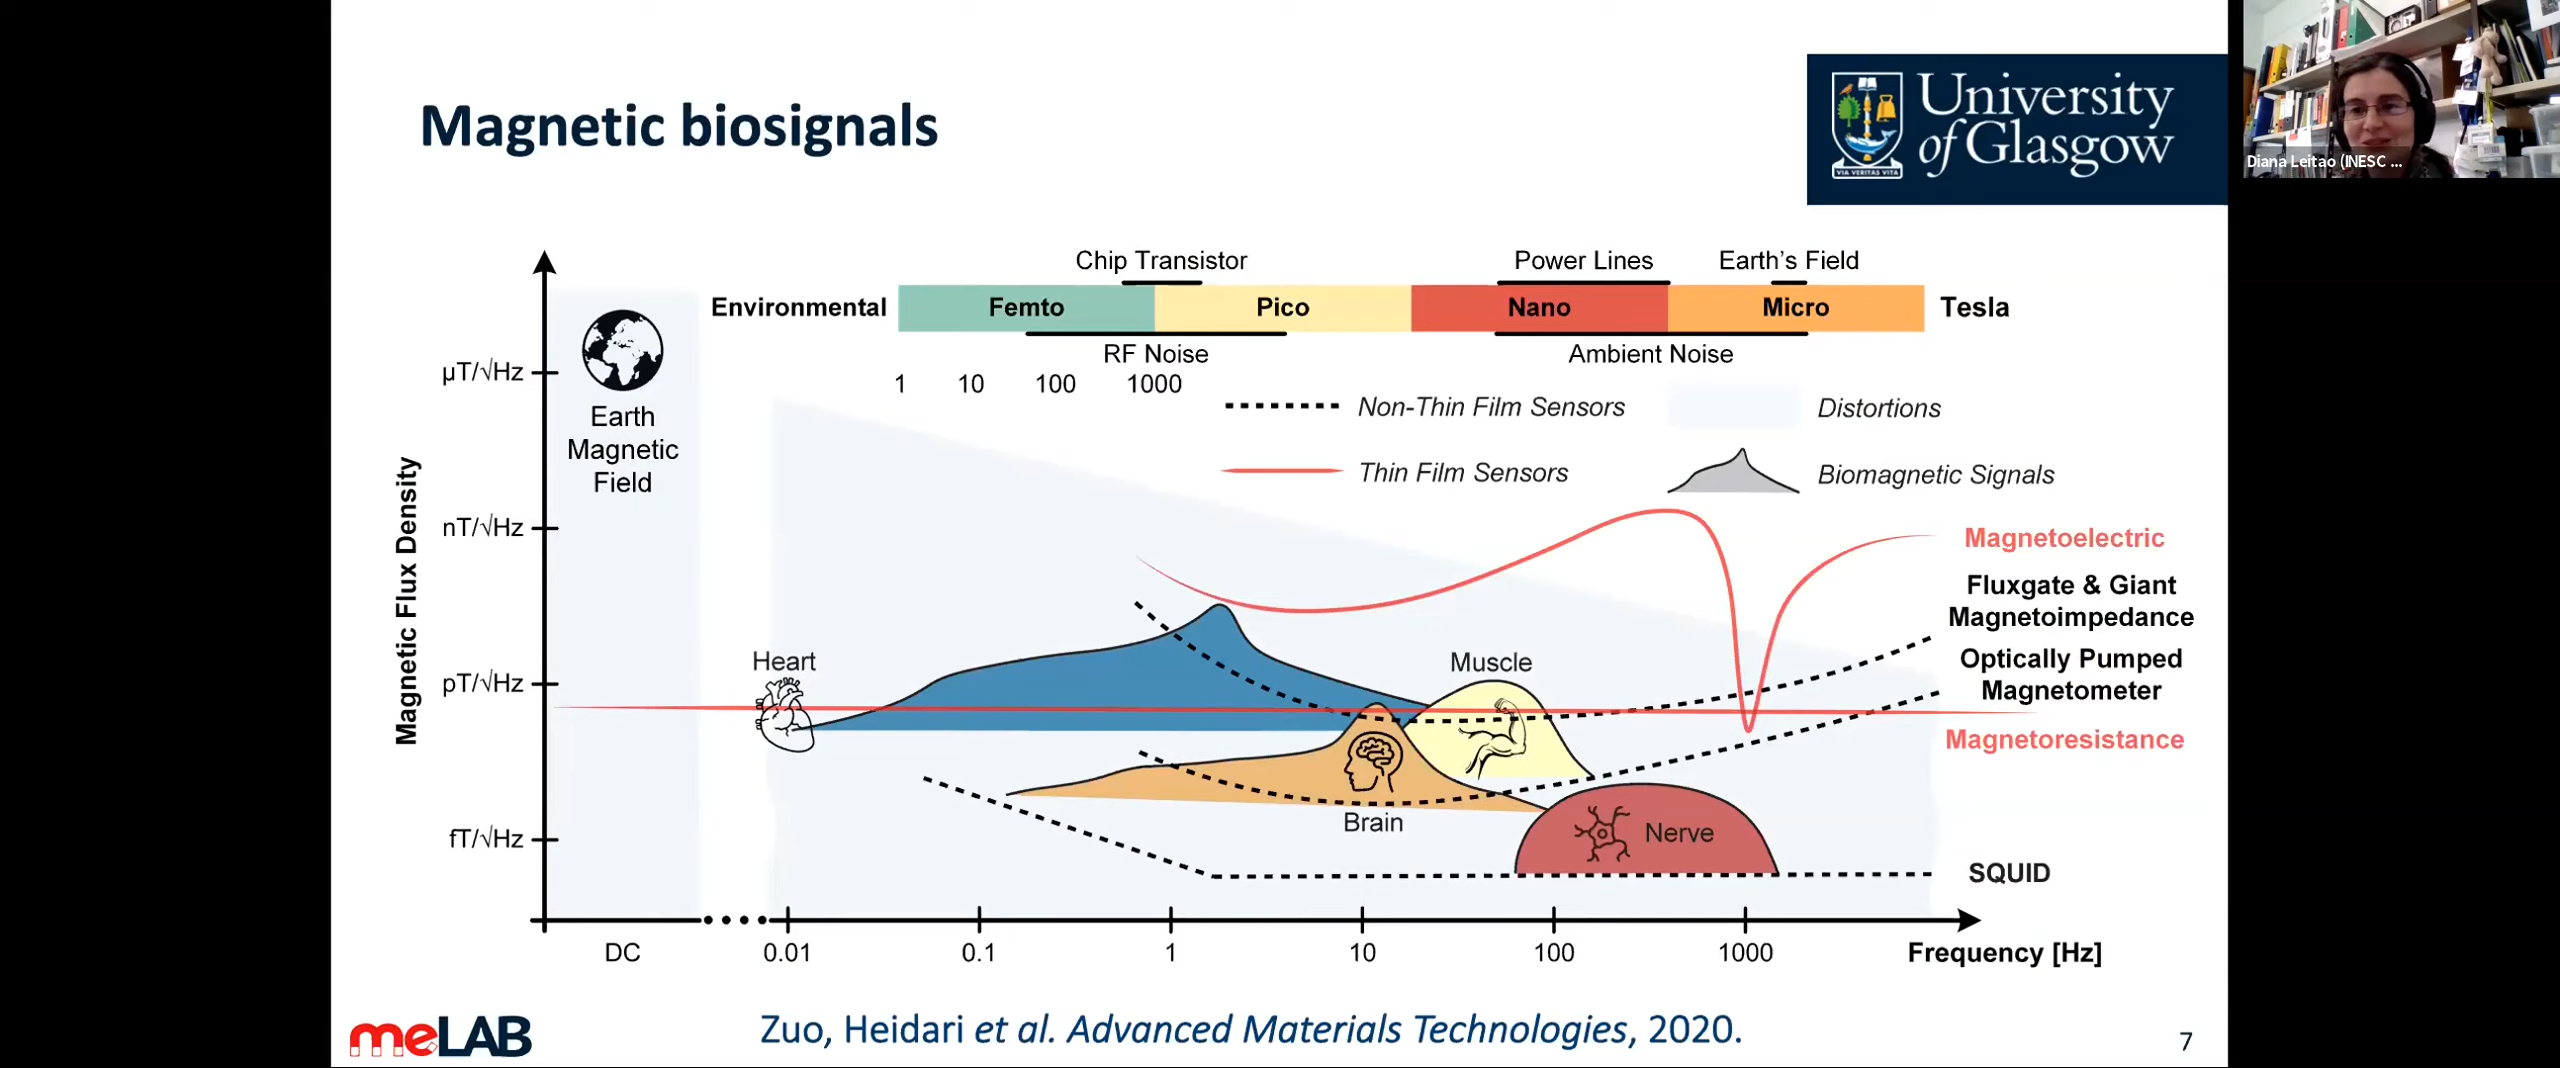 Magnetic biosignals
University
of Glasgow
VIA VERITAS VITA
Diana Leitao (INESC ...
Chip Transistor
Power Lines
Earth's Field
Environmental
Femto
Pico
Nano
Micro
Tesla
RF Noise
Ambient Noise
1 10 100 1000
Non-Thin Film Sensors
Distortions
Thin Film Sensors
Biomagnetic Signals
Earth
Magnetic
Field
Magnetic Flux Density
µT/√Hz
nT/√Hz
pT/√Hz
fT/√Hz
Magnetoelectric
Fluxgate & Giant
Magnetoimpedance
Optically Pumped
Magnetometer
Magnetoresistance
SQUID
Heart
Muscle
Brain
Nerve
DC 0.01 0.1 1 10 100 1000
Frequency [Hz]
meLAB
Zuo, Heidari et al. Advanced Materials Technologies, 2020.
7